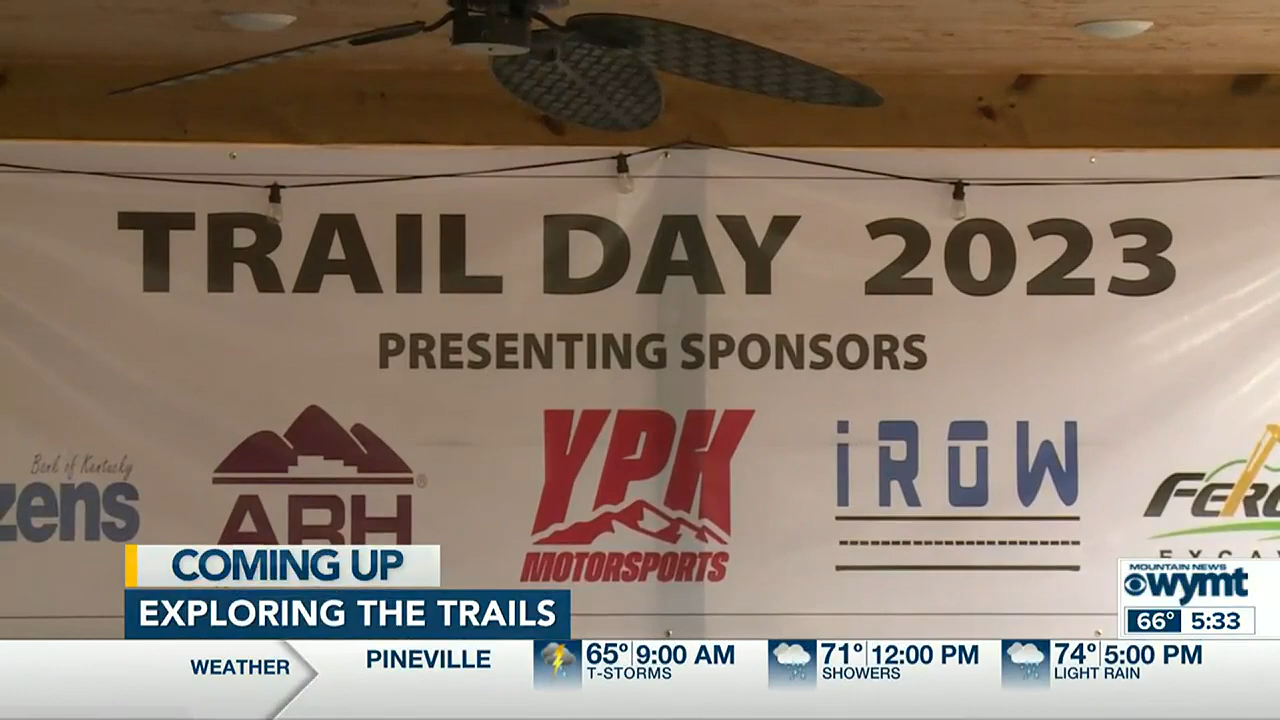 TRAIL DAY 2023
PRESENTING SPONSORS
Bank of Kentucky
zens
ARH®
YPK
MOTORSPORTS
iROW
COMING UP
EXPLORING THE TRAILS
MOUNTAIN NEWS
wymt
66° 5:33
WEATHER
PINEVILLE
65° 9:00 AM
T-STORMS
71° 12:00 PM
SHOWERS
74° 5:00 PM
LIGHT RAIN